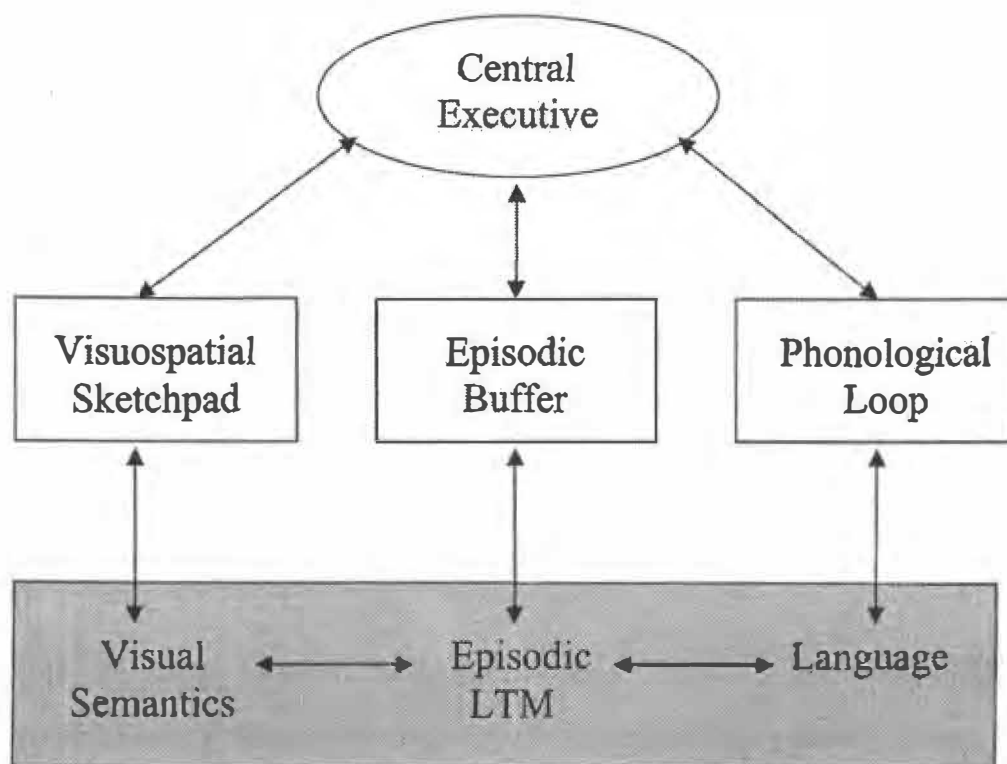 Central
Executive
Visuospatial
Sketchpad
Episodic
Buffer
Phonological
Loop
Visual
Semantics
Episodic
LTM
Language